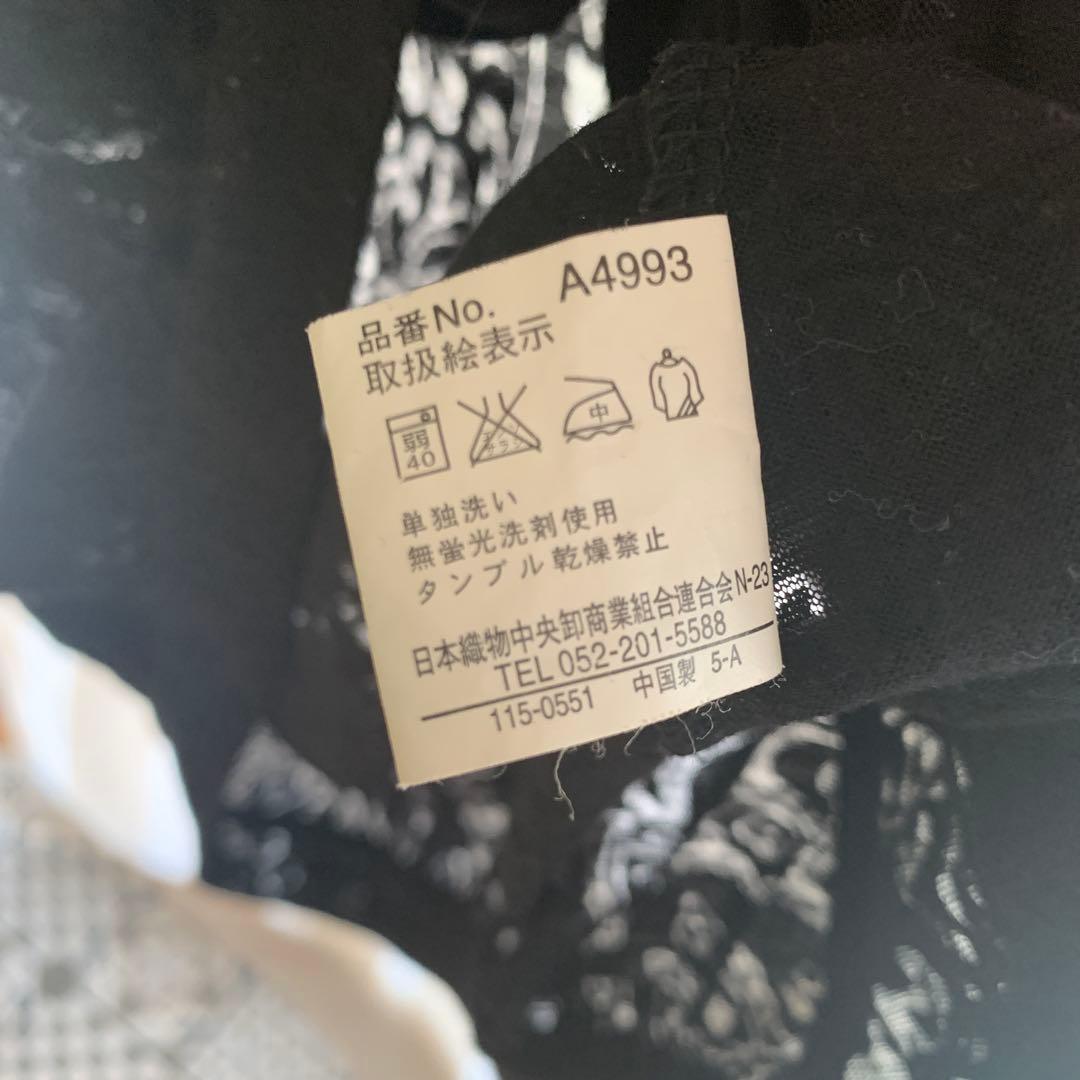 品番No. A4993
取扱絵表示
弱 中
40
単独洗い
無蛍光洗剤使用
タンブル乾燥禁止
日本織物中央卸商業組合連合会N-23
TEL 052-201-5588
115-0551 中国製 5-A